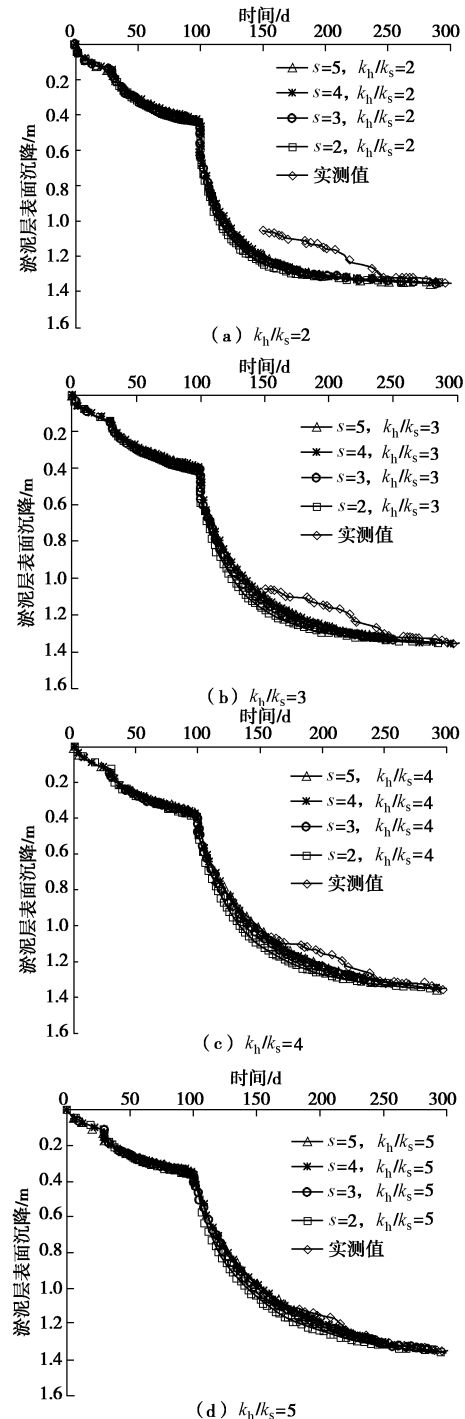 时间/d
0 50 100 150 200 250 300
0.2
0.4
0.6
0.8
1.0
1.2
1.4
1.6
淤泥层表面沉降/m
s=5, kh/ks=2
s=4, kh/ks=2
s=3, kh/ks=2
s=2, kh/ks=2
实测值
(a) kh/ks=2
时间/d
0 50 100 150 200 250 300
0.2
0.4
0.6
0.8
1.0
1.2
1.4
1.6
淤泥层表面沉降/m
s=5, kh/ks=3
s=4, kh/ks=3
s=3, kh/ks=3
s=2, kh/ks=3
实测值
(b) kh/ks=3
时间/d
0 50 100 150 200 250 300
0.2
0.4
0.6
0.8
1.0
1.2
1.4
1.6
淤泥层表面沉降/m
s=5, kh/ks=4
s=4, kh/ks=4
s=3, kh/ks=4
s=2, kh/ks=4
实测值
(c) kh/ks=4
时间/d
0 50 100 150 200 250 300
0.2
0.4
0.6
0.8
1.0
1.2
1.4
1.6
淤泥层表面沉降/m
s=5, kh/ks=5
s=4, kh/ks=5
s=3, kh/ks=5
s=2, kh/ks=5
实测值
(d) kh/ks=5